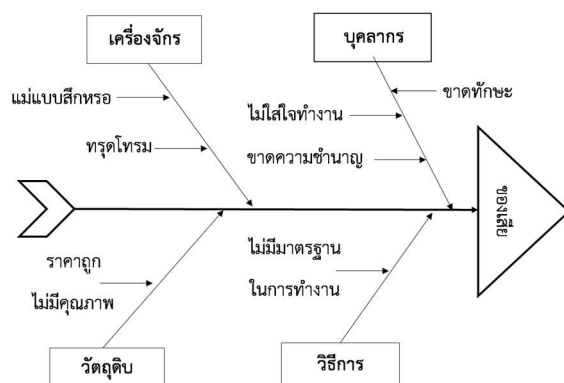 เครื่องจักร
บุคลากร
แม่แบบสึกหรอ
ขาดทักษะ
ไม่ใส่ใจทำงาน
ทรุดโทรม
ขาดความชำนาญ
ของเสีย
ราคาถูก
ไม่มีคุณภาพ
ไม่มีมาตรฐาน
ในการทำงาน
วัตถุดิบ
วิธีการ